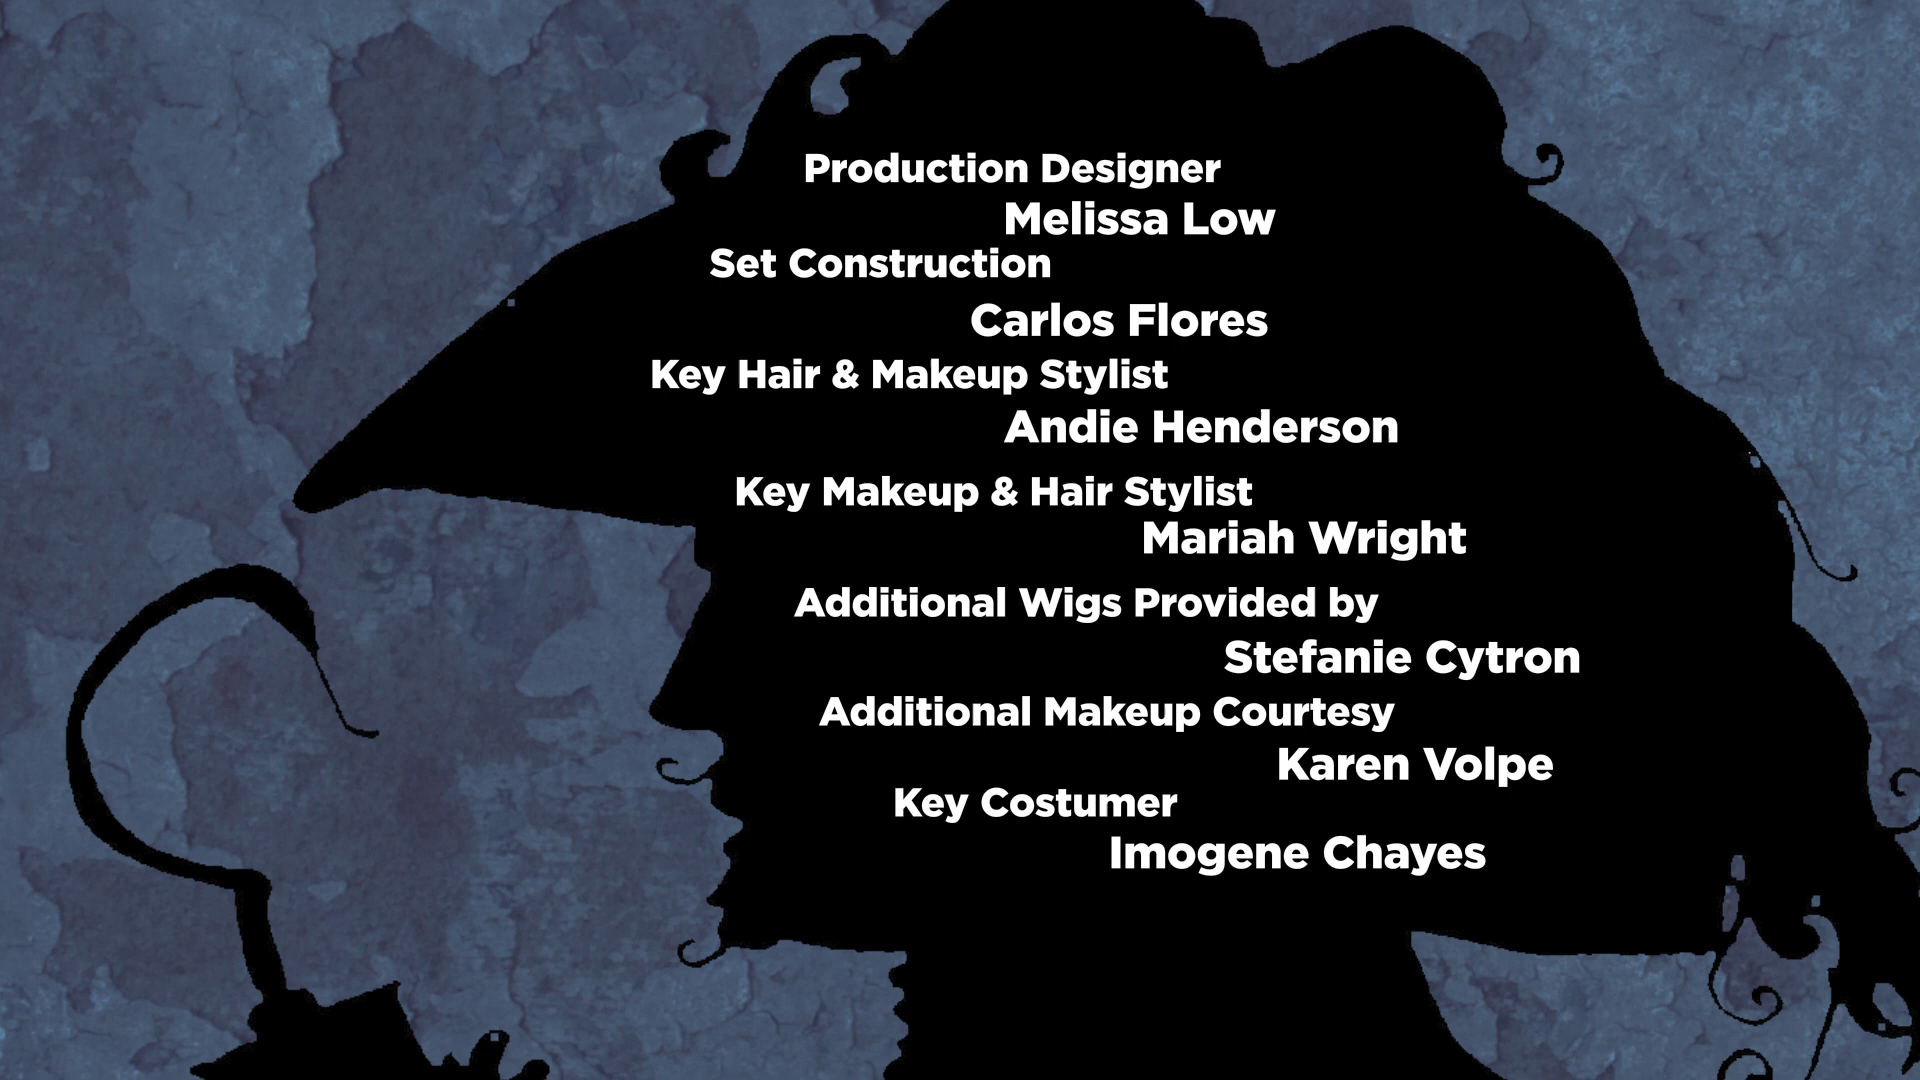 Production Designer
Melissa Low
Set Construction
Carlos Flores
Key Hair & Makeup Stylist
Andie Henderson
Key Makeup & Hair Stylist
Mariah Wright
Additional Wigs Provided by
Stefanie Cytron
Additional Makeup Courtesy
Karen Volpe
Key Costumer
Imogene Chayes